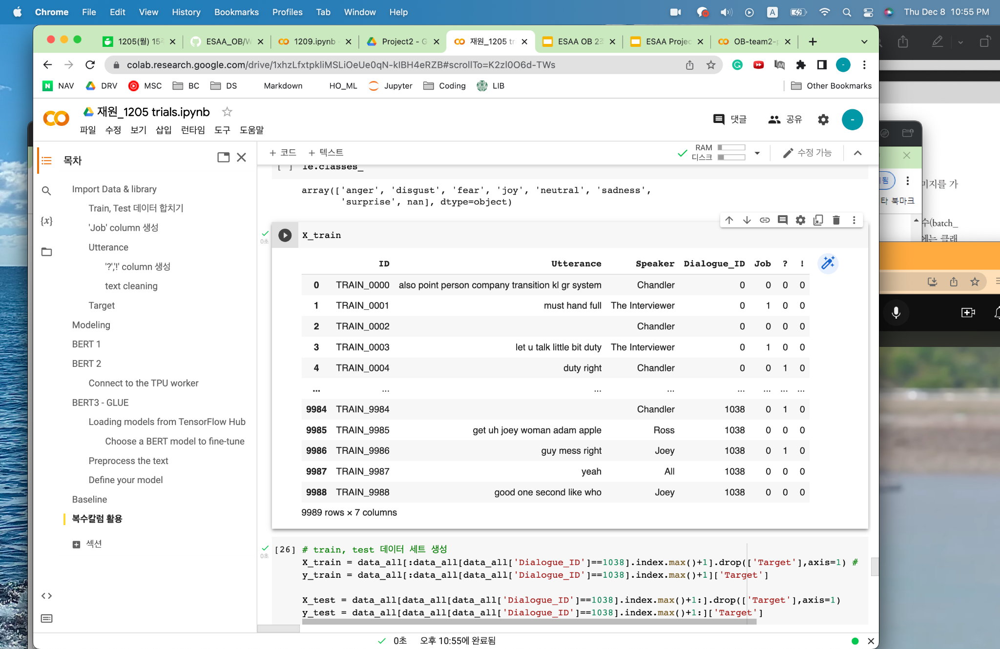 Chrome File Edit View History Bookmarks Profiles Tab Window Help
A Thu Dec 8 10:55 PM
1205(월) 15 ESAA_OB/W 1209.ipynb Project2 - G 재원_1205 tr ESAA OB 2조 ESAA Projec OB-team2-p
colab.research.google.com/drive/1xhzLfxtpkliMSLiOeUe0qN-kIBH4eRZB#scrollTo=K2zI0O6d-TWs
N NAV DRV MSC BC DS Markdown HO_ML Jupyter Coding LIB Other Bookmarks
재원_1205 trials.ipynb
댓글 공유
파일 수정 보기 삽입 런타임 도구 도움말
+ 코드 + 텍스트
RAM
디스크
수정 가능
목차
Import Data & library
Train, Test 데이터 합치기
'Job' column 생성
Utterance
'?','!' column 생성
text cleaning
Target
Modeling
BERT 1
BERT 2
Connect to the TPU worker
BERT3 - GLUE
Loading models from TensorFlow Hub
Choose a BERT model to fine-tune
Preprocess the text
Define your model
Baseline
복수칼럼 활용
섹션
{x}
[ ] le.classes_
array(['anger', 'disgust', 'fear', 'joy', 'neutral', 'sadness',
'surprise', nan], dtype=object)
0초
X_train
ID Utterance Speaker Dialogue_ID Job ? !
0 TRAIN_0000 also point person company transition kl gr system Chandler 0 0 0 0
1 TRAIN_0001 must hand full The Interviewer 0 1 0 0
2 TRAIN_0002 Chandler 0 0 0 0
3 TRAIN_0003 let u talk little bit duty The Interviewer 0 1 0 0
4 TRAIN_0004 duty right Chandler 0 0 1 0
... ... ... ... ... ... ... ...
9984 TRAIN_9984 Chandler 1038 0 1 0
9985 TRAIN_9985 get uh joey woman adam apple Ross 1038 0 0 0
9986 TRAIN_9986 guy mess right Joey 1038 0 1 0
9987 TRAIN_9987 yeah All 1038 0 0 0
9988 TRAIN_9988 good one second like who Joey 1038 0 0 0
9989 rows × 7 columns
0초
[26] # train, test 데이터 세트 생성
X_train = data_all[:data_all[data_all['Dialogue_ID']==1038].index.max()+1].drop(['Target'],axis=1) #
y_train = data_all[:data_all[data_all['Dialogue_ID']==1038].index.max()+1]['Target']
X_test = data_all[data_all[data_all['Dialogue_ID']==1038].index.max()+1:].drop(['Target'],axis=1)
y_test = data_all[data_all[data_all['Dialogue_ID']==1038].index.max()+1:]['Target']
0초 오후 10:55에 완료됨
미지를 가
타 북마크
수(batch_
에는 클래